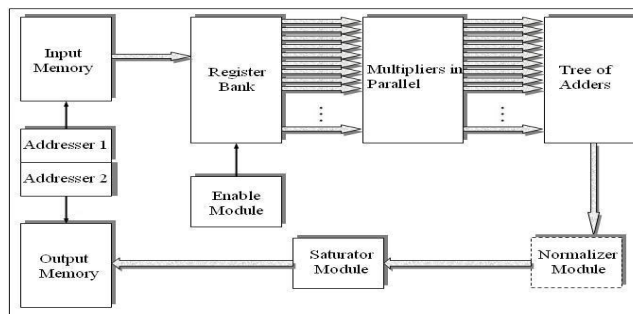 Input
Memory
Register
Bank
Multipliers in
Parallel
Tree of
Adders
Addresser 1
Addresser 2
Enable
Module
Output
Memory
Saturator
Module
Normalizer
Module